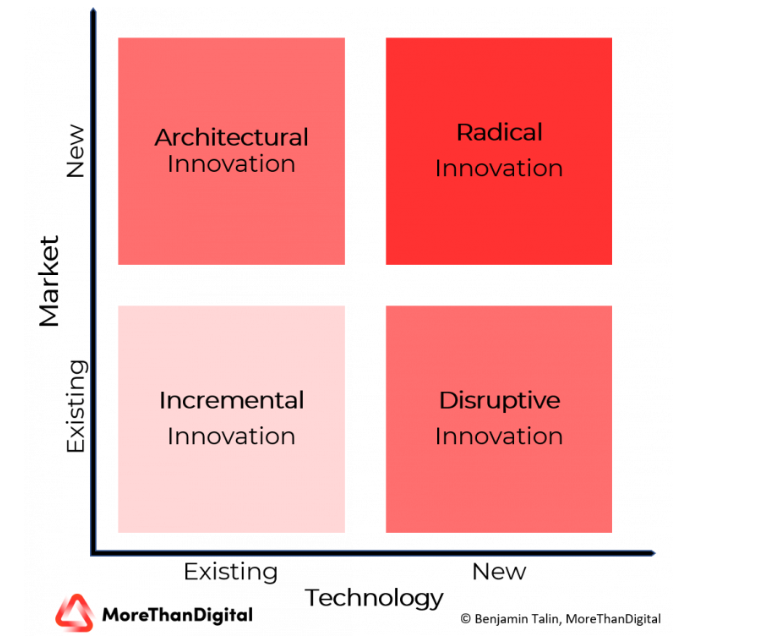 New
Architectural
Innovation
Radical
Innovation
Market
Existing
Incremental
Innovation
Disruptive
Innovation
Existing
New
Technology
MoreThanDigital
© Benjamin Talin, MoreThanDigital